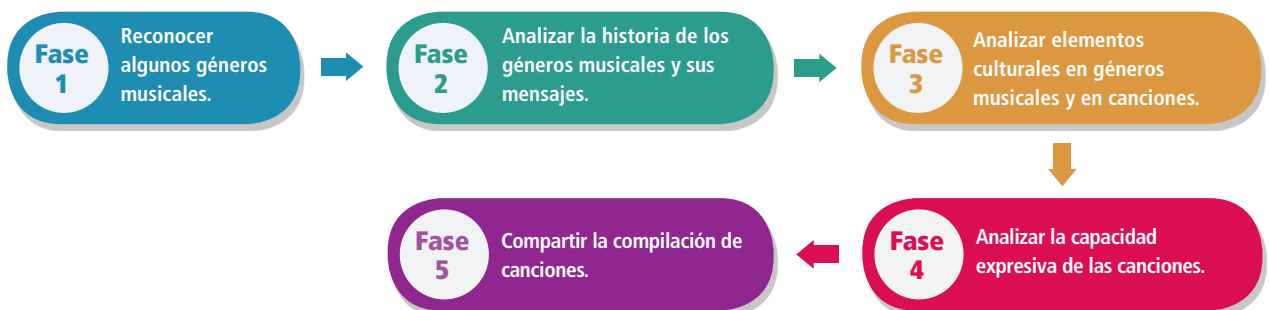 Fase
1
Reconocer
algunos géneros
musicales.
Fase
2
Analizar la historia de los
géneros musicales y sus
mensajes.
Fase
3
Analizar elementos
culturales en géneros
musicales y en canciones.
Fase
4
Analizar la capacidad
expresiva de las canciones.
Fase
5
Compartir la compilación de
canciones.